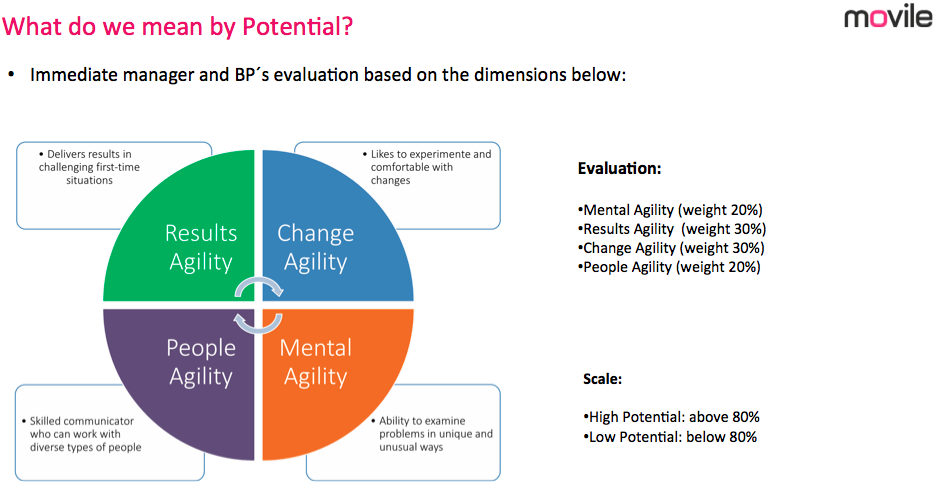 What do we mean by Potential?
movile
• Immediate manager and BP´s evaluation based on the dimensions below:
• Delivers results in
challenging first-time
situations
• Likes to experimente and
comfortable with
changes
Results
Agility
Change
Agility
People
Agility
Mental
Agility
• Skilled communicator
who can work with
diverse types of people
• Ability to examine
problems in unique and
unusual ways
Evaluation:
•Mental Agility (weight 20%)
•Results Agility (weight 30%)
•Change Agility (weight 30%)
•People Agility (weight 20%)
Scale:
•High Potential: above 80%
•Low Potential: below 80%